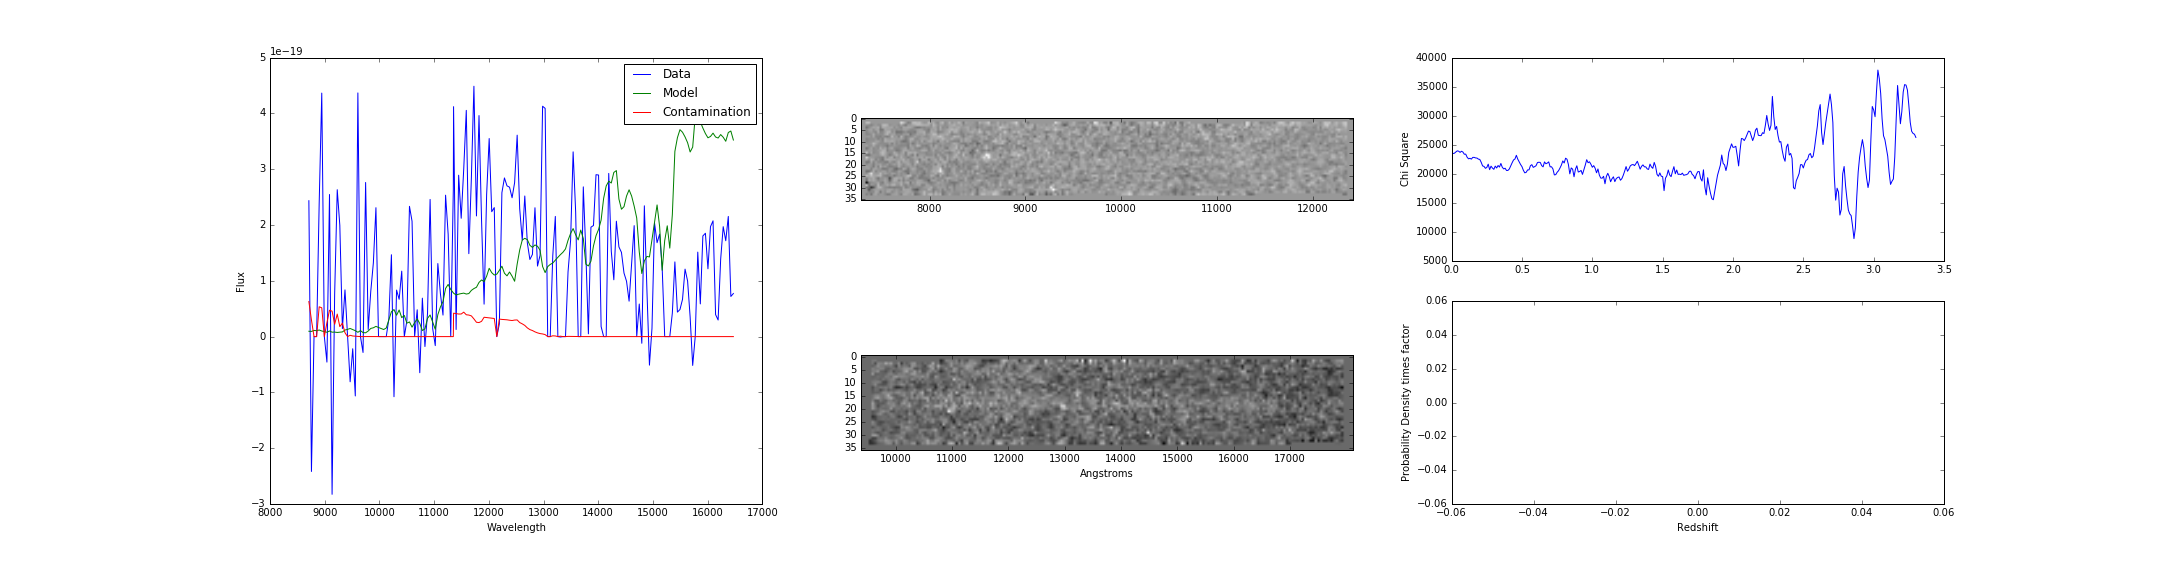 1e−19
5
4
3
2
1
0
−1
−2
−3
Flux
8000 9000 10000 11000 12000 13000 14000 15000 16000 17000
Wavelength
Data
Model
Contamination
0
5
10
15
20
25
30
35
8000 9000 10000 11000 12000
0
5
10
15
20
25
30
35
10000 11000 12000 13000 14000 15000 16000 17000
Angstroms
40000
35000
30000
25000
20000
15000
10000
5000
Chi Square
0.0 0.5 1.0 1.5 2.0 2.5 3.0 3.5
0.06
0.04
0.02
0.00
−0.02
−0.04
−0.06
Probability Density times factor
−0.06 −0.04 −0.02 0.00 0.02 0.04 0.06
Redshift